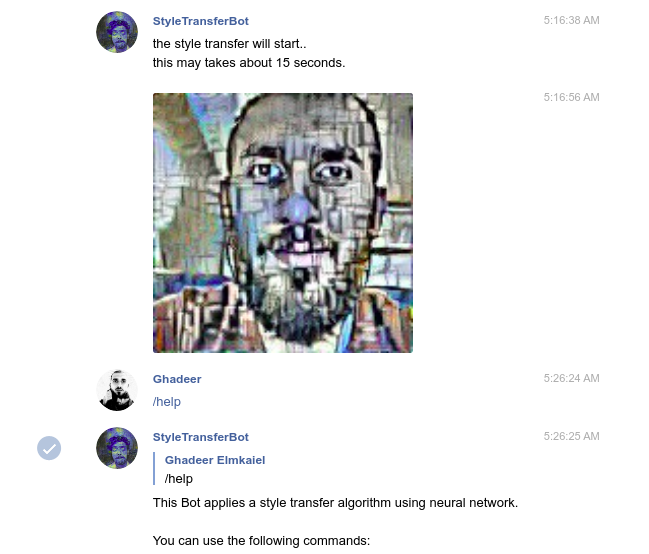 StyleTransferBot 5:16:38 AM
the style transfer will start..
this may takes about 15 seconds.
5:16:56 AM
Ghadeer 5:26:24 AM
/help
StyleTransferBot 5:26:25 AM
Ghadeer Elmkaiel
/help
This Bot applies a style transfer algorithm using neural network.
You can use the following commands: